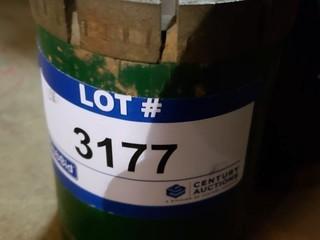 LOT #
3177
CENTURY
AUCTIONS